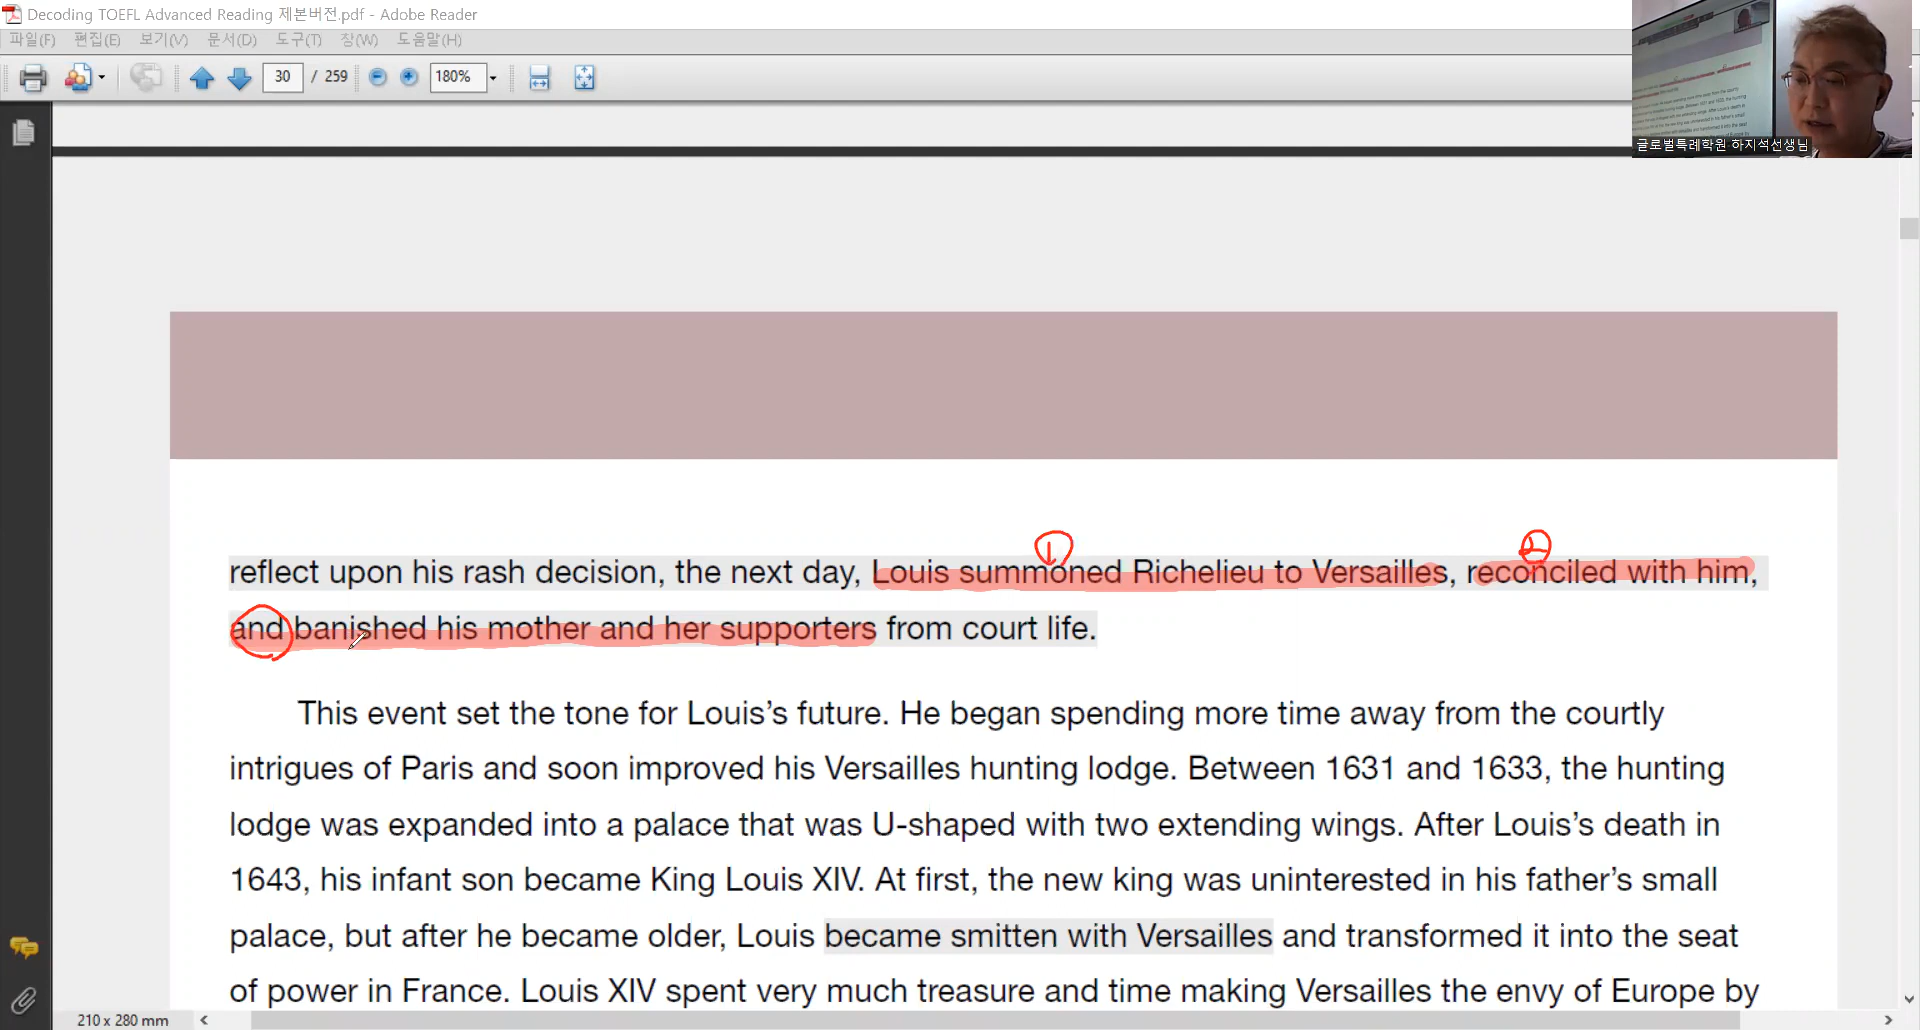 Decoding TOEFL Advanced Reading 제본버전.pdf - Adobe Reader
파일(F) 편집(E) 보기(V) 문서(D) 도구(T) 창(W) 도움말(H)
30 / 259 180%
글로벌특례학원 하지석선생님
1 2
reflect upon his rash decision, the next day, Louis summoned Richelieu to Versailles, reconciled with him,
and banished his mother and her supporters from court life.
This event set the tone for Louis’s future. He began spending more time away from the courtly
intrigues of Paris and soon improved his Versailles hunting lodge. Between 1631 and 1633, the hunting
lodge was expanded into a palace that was U-shaped with two extending wings. After Louis’s death in
1643, his infant son became King Louis XIV. At first, the new king was uninterested in his father’s small
palace, but after he became older, Louis became smitten with Versailles and transformed it into the seat
of power in France. Louis XIV spent very much treasure and time making Versailles the envy of Europe by
210 x 280 mm